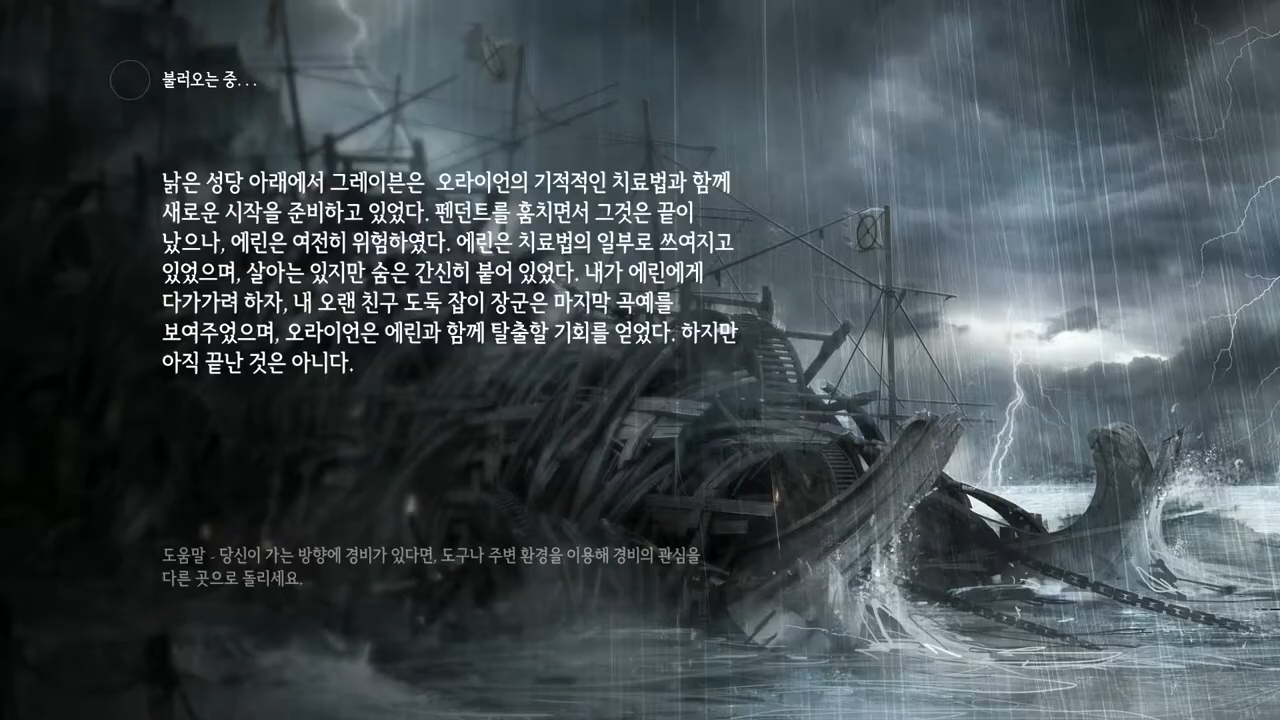 불러오는 중...
낡은 성당 아래에서 그레이븐은  오라이언의 기적적인 치료법과 함께
새로운 시작을 준비하고 있었다. 펜던트를 훔치면서 그것은 끝이
났으나, 에린은 여전히 위험하였다. 에린은 치료법의 일부로 쓰여지고
있었으며, 살아는 있지만 숨은 간신히 붙어 있었다. 내가 에린에게
다가가려 하자, 내 오랜 친구 도둑 잡이 장군은 마지막 곡예를
보여주었으며, 오라이언은 에린과 함께 탈출할 기회를 얻었다. 하지만
아직 끝난 것은 아니다.
도움말 - 당신이 가는 방향에 경비가 있다면, 도구나 주변 환경을 이용해 경비의 관심을
다른 곳으로 돌리세요.